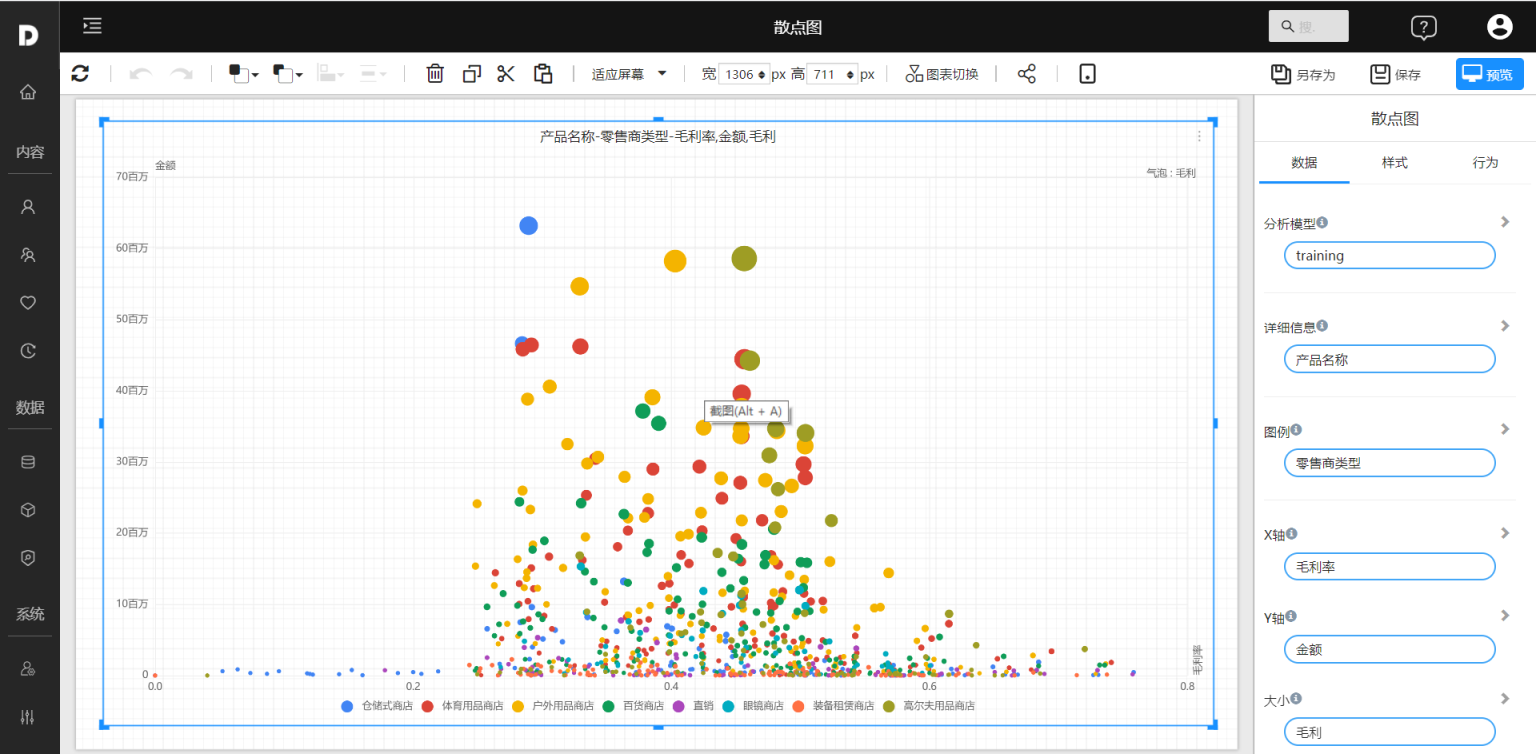 散点图
搜.
适应屏幕
宽 1306 px 高 711 px
图表切换
另存为
保存
预览
内容
数据
系统
产品名称-零售商类型-毛利率,金额,毛利
金额
气泡 : 毛利
70百万
60百万
50百万
40百万
30百万
20百万
10百万
0
截图(Alt + A)
毛利率
0.0 0.2 0.4 0.6 0.8
仓储式商店 体育用品商店 户外用品商店 百货商店 直销 眼镜商店 装备租赁商店 高尔夫用品商店
散点图
数据 样式 行为
分析模型
training
详细信息
产品名称
图例
零售商类型
X轴
毛利率
Y轴
金额
大小
毛利